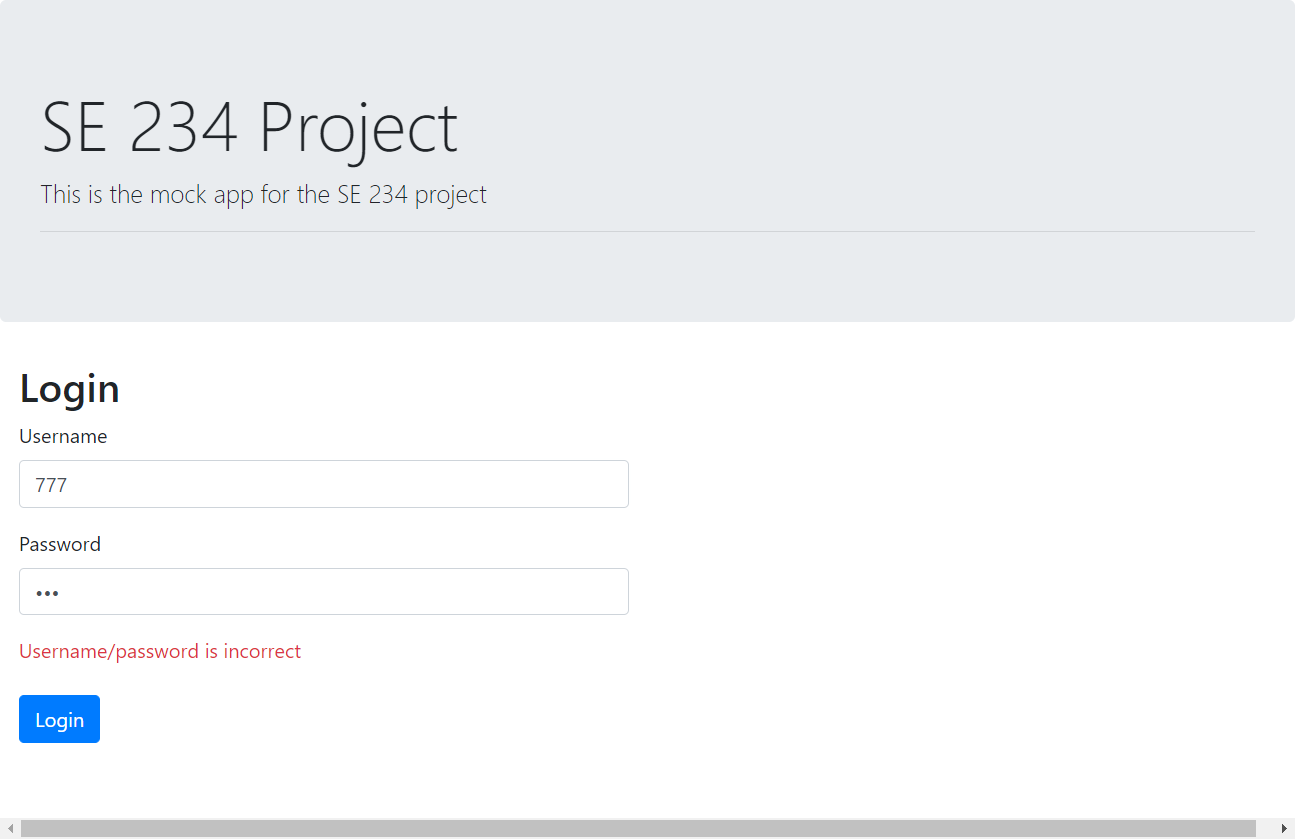 SE 234 Project
This is the mock app for the SE 234 project
Login
Username
777
Password
•••
Username/password is incorrect
Login